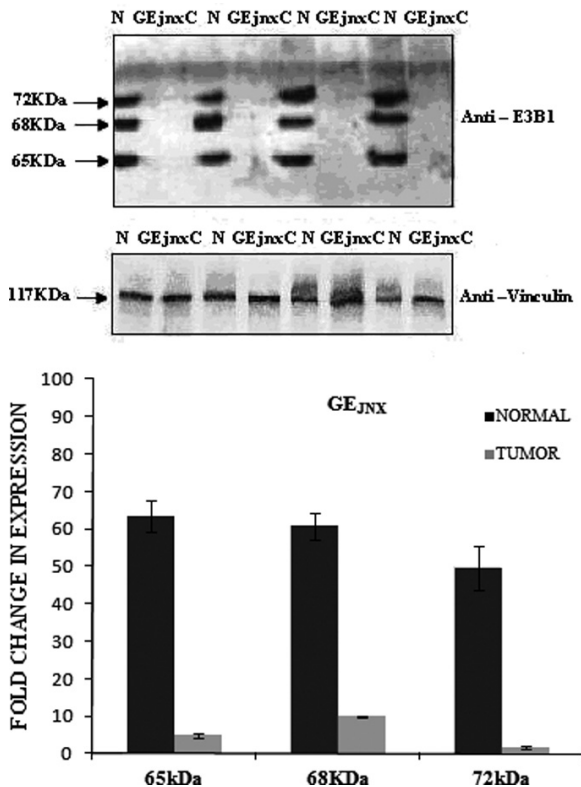 N GEjnxC N GEjnxC N GEjnxC N GEjnxC
72KDa
68KDa
65KDa
Anti – E3B1
N GEjnxC N GEjnxC N GEjnxC N GEjnxC
117KDa
Anti –Vinculin
GEJNX
NORMAL
TUMOR
FOLD CHANGE IN EXPRESSION
100
90
80
70
60
50
40
30
20
10
0
65kDa 68KDa 72kDa